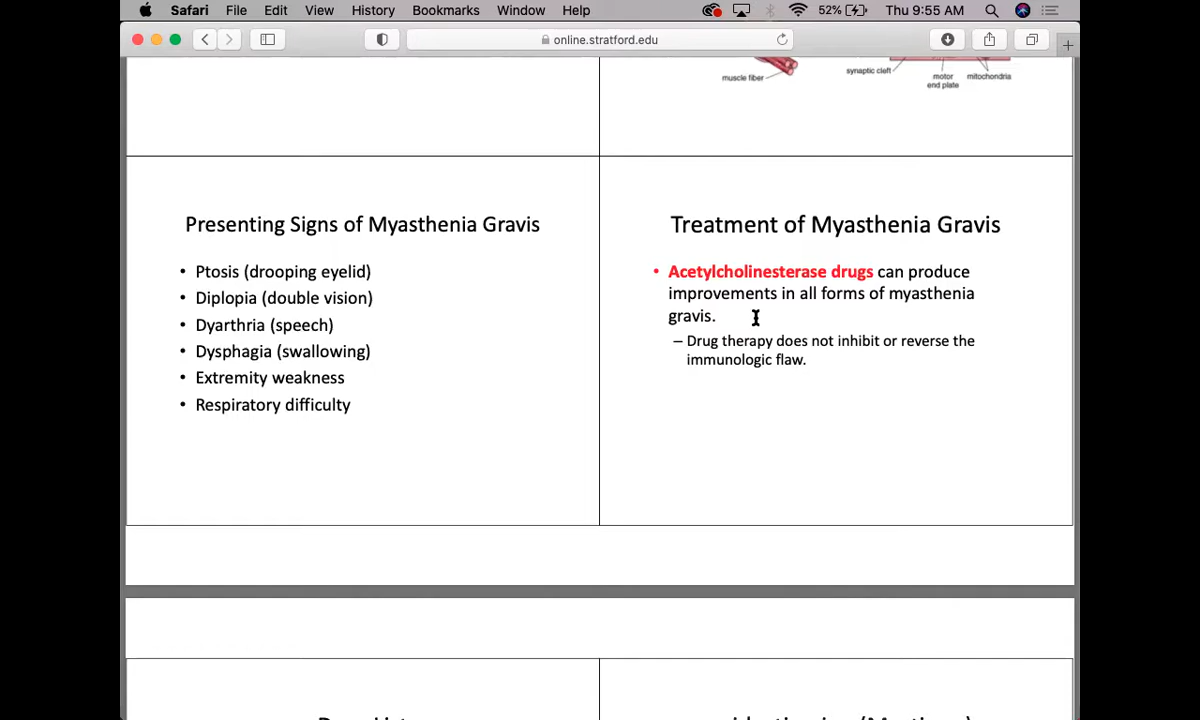 Safari File Edit View History Bookmarks Window Help 52% Thu 9:55 AM
online.stratford.edu
muscle fiber
synaptic cleft
motor
end plate
mitochondria
Presenting Signs of Myasthenia Gravis
• Ptosis (drooping eyelid)
• Diplopia (double vision)
• Dyarthria (speech)
• Dysphagia (swallowing)
• Extremity weakness
• Respiratory difficulty
Treatment of Myasthenia Gravis
• Acetylcholinesterase drugs can produce
improvements in all forms of myasthenia
gravis.
– Drug therapy does not inhibit or reverse the
immunologic flaw.